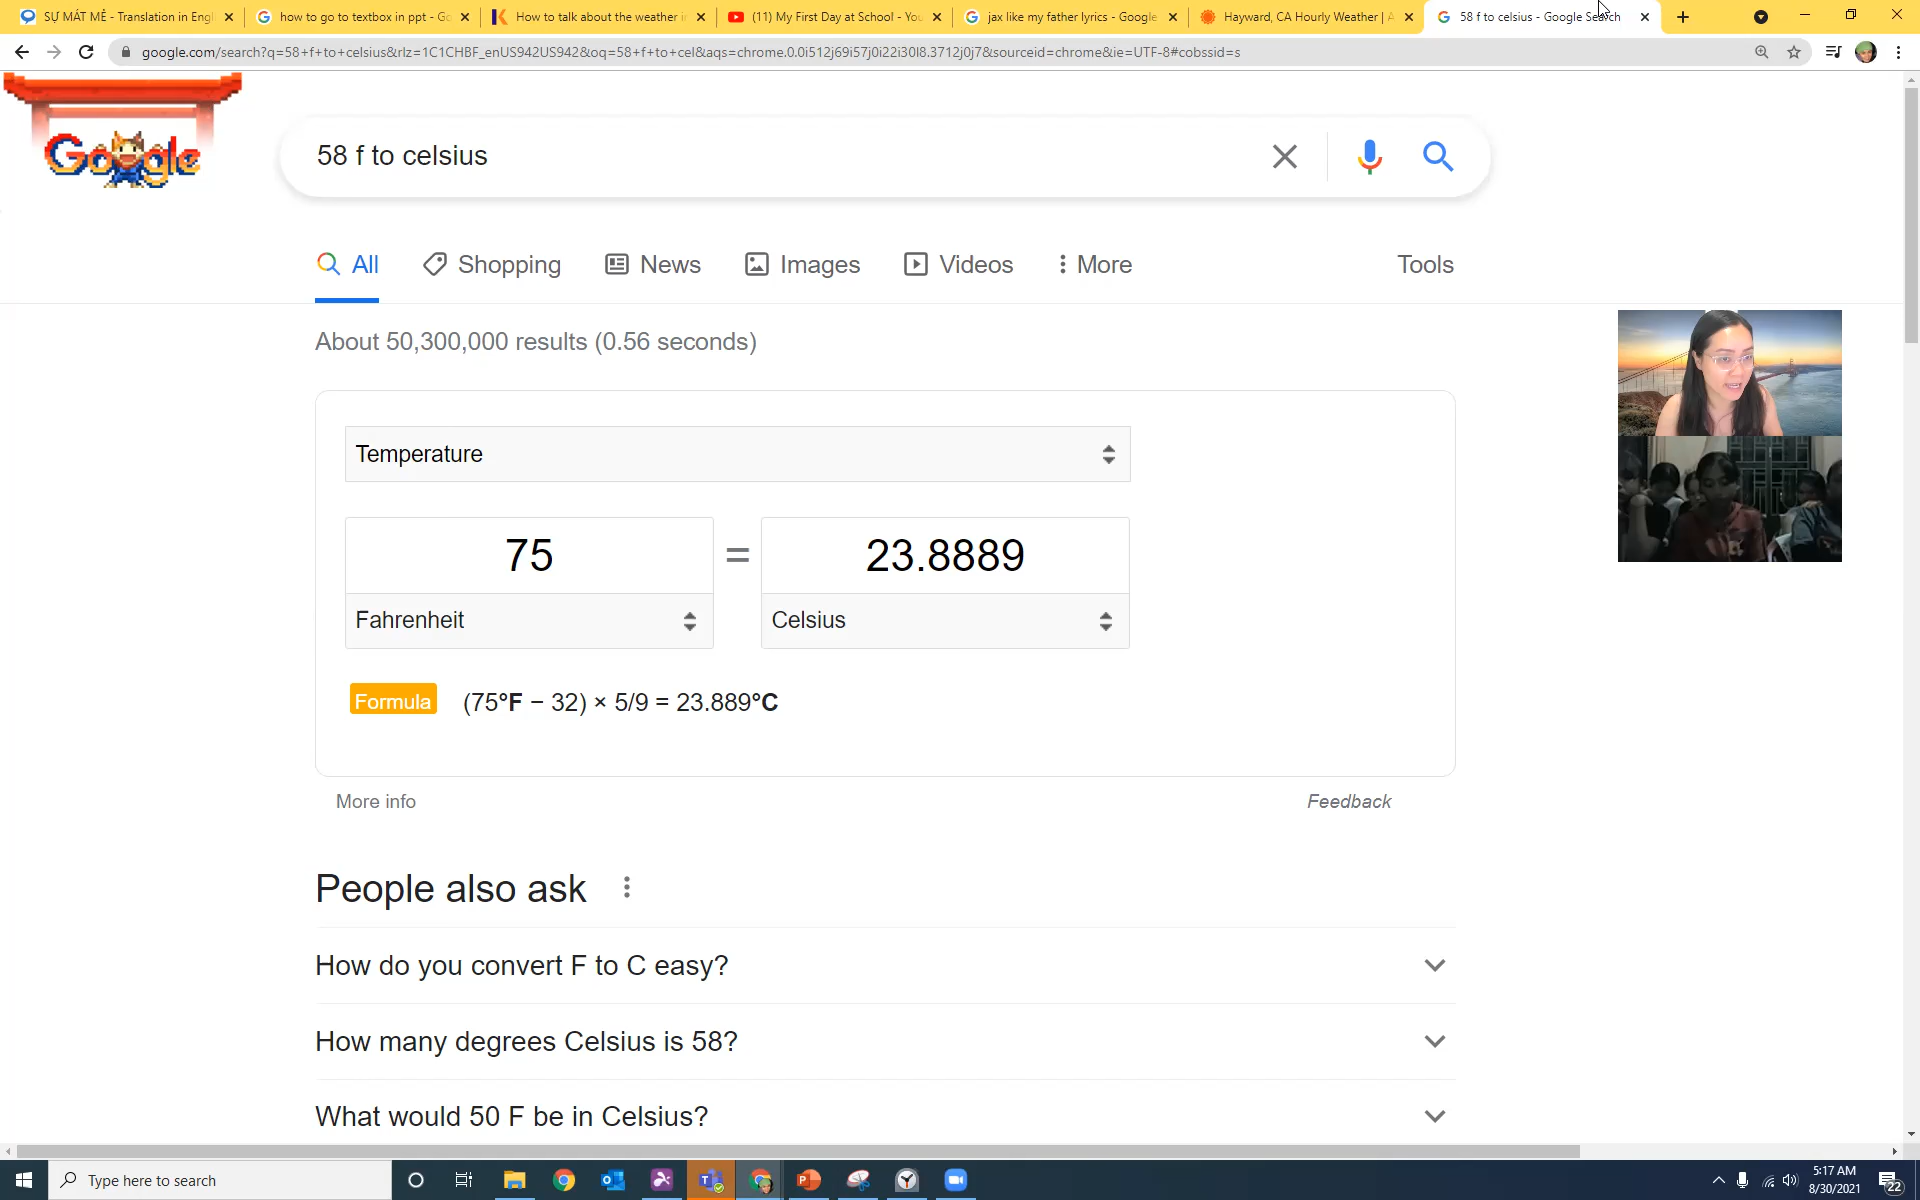 SỰ MÁT MẺ - Translation in Engl
how to go to textbox in ppt - Go
How to talk about the weather i
(11) My First Day at School - You
jax like my father lyrics - Google
Hayward, CA Hourly Weather | A
58 f to celsius - Google Search
google.com/search?q=58+f+to+celsius&rlz=1C1CHBF_enUS942US942&oq=58+f+to+cel&aqs=chrome.0.0i512j69i57j0i22i30l8.3712j0j7&sourceid=chrome&ie=UTF-8#cobssid=s
Google
58 f to celsius
All
Shopping
News
Images
Videos
More
Tools
About 50,300,000 results (0.56 seconds)
Temperature
75 = 23.8889
Fahrenheit
Celsius
Formula (75°F − 32) × 5/9 = 23.889°C
More info
Feedback
People also ask
How do you convert F to C easy?
How many degrees Celsius is 58?
What would 50 F be in Celsius?
Type here to search
5:17 AM
8/30/2021
22